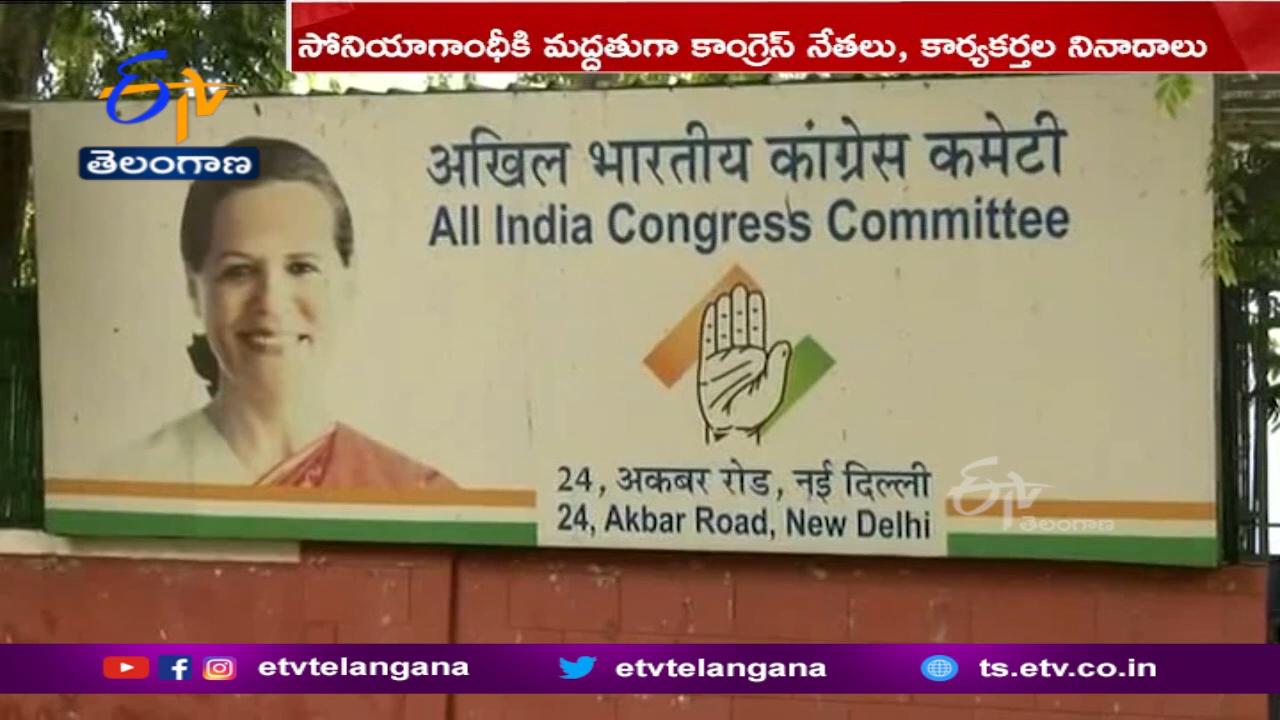 సోనియాగాంధీకి మద్దతుగా కాంగ్రెస్ నేతలు, కార్యకర్తల నినాదాలు
etv
తెలంగాణ
अखिल भारतीय कांग्रेस कमेटी
All India Congress Committee
24, अकबर रोड, नई दिल्ली
24, Akbar Road, New Delhi
etv
తెలంగాణ
etvtelangana
etvtelangana
ts.etv.co.in